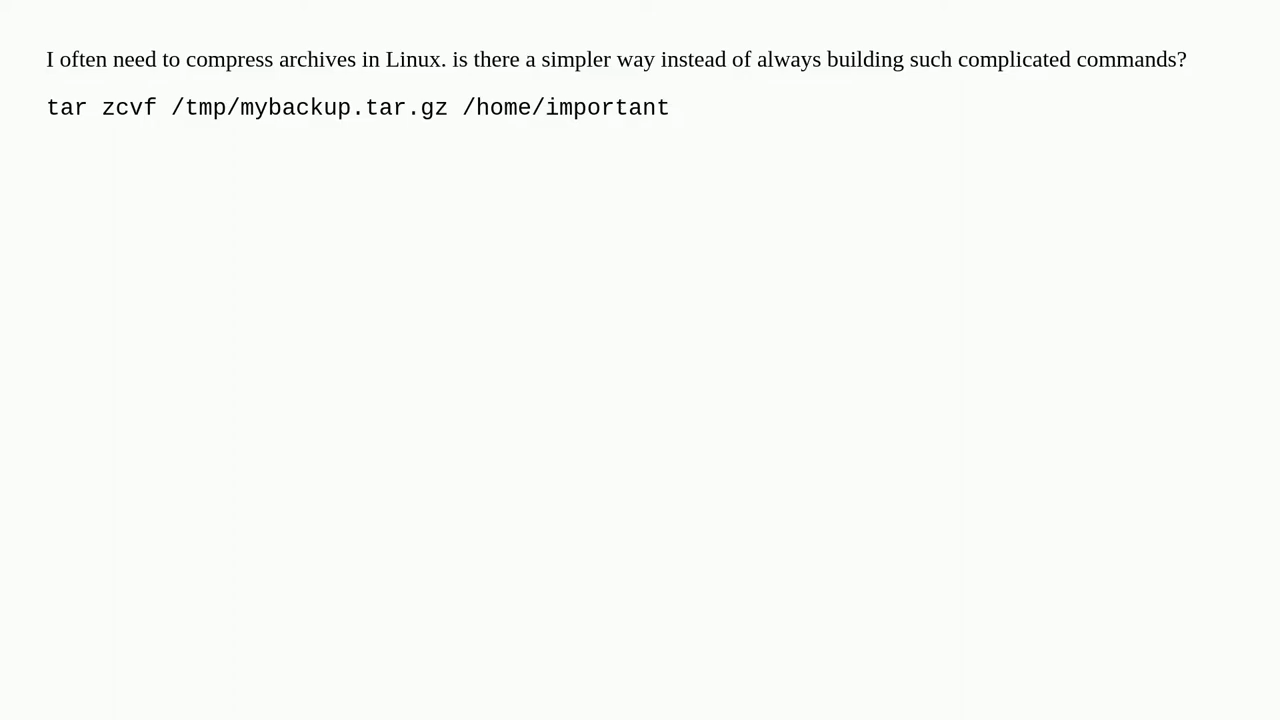 I often need to compress archives in Linux. is there a simpler way instead of always building such complicated commands?
tar zcvf /tmp/mybackup.tar.gz /home/important